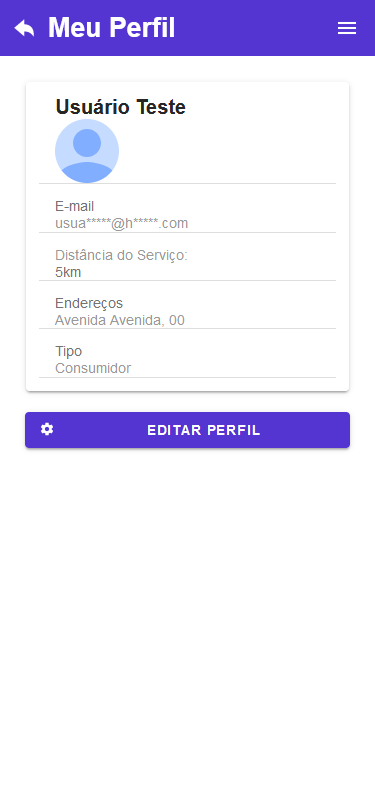 Meu Perfil
Usuário Teste
E-mail
usua*****@h*****.com
Distância do Serviço:
5km
Endereços
Avenida Avenida, 00
Tipo
Consumidor
EDITAR PERFIL